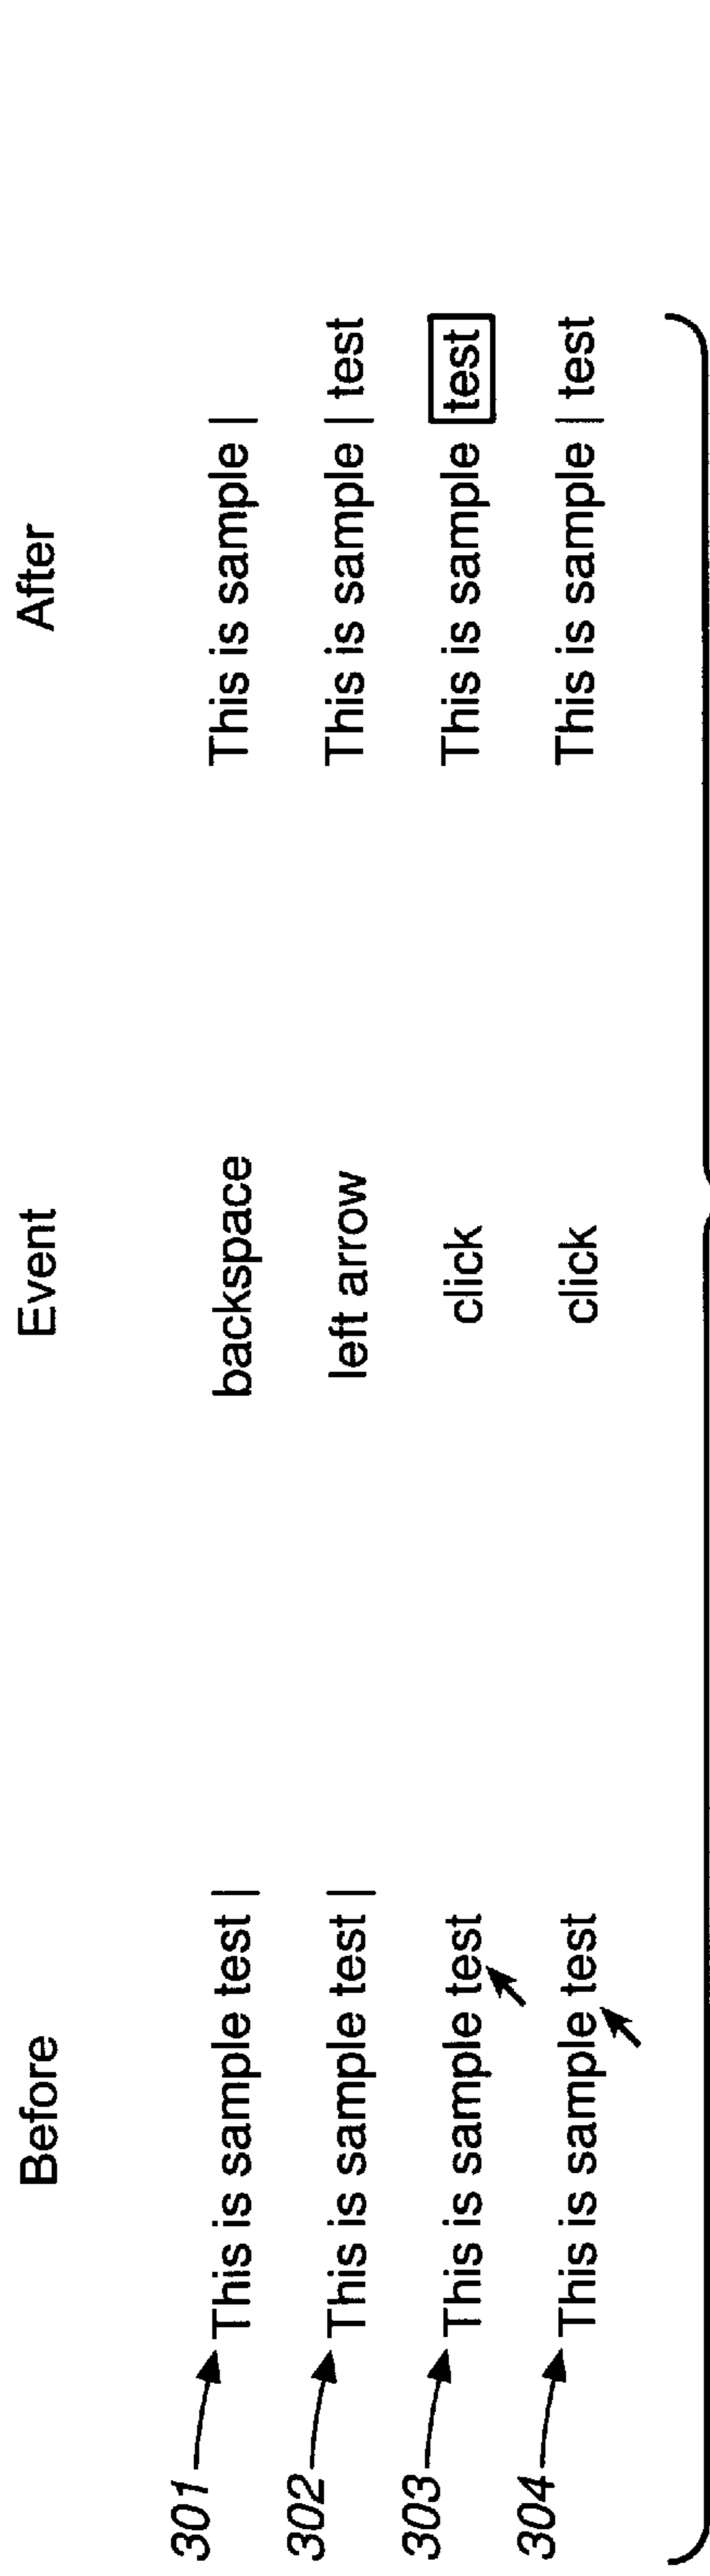 Before Event After
301 This is sample test | backspace This is sample |
302 This is sample test | left arrow This is sample | test
303 This is sample test click This is sample test
304 This is sample test click This is sample | test